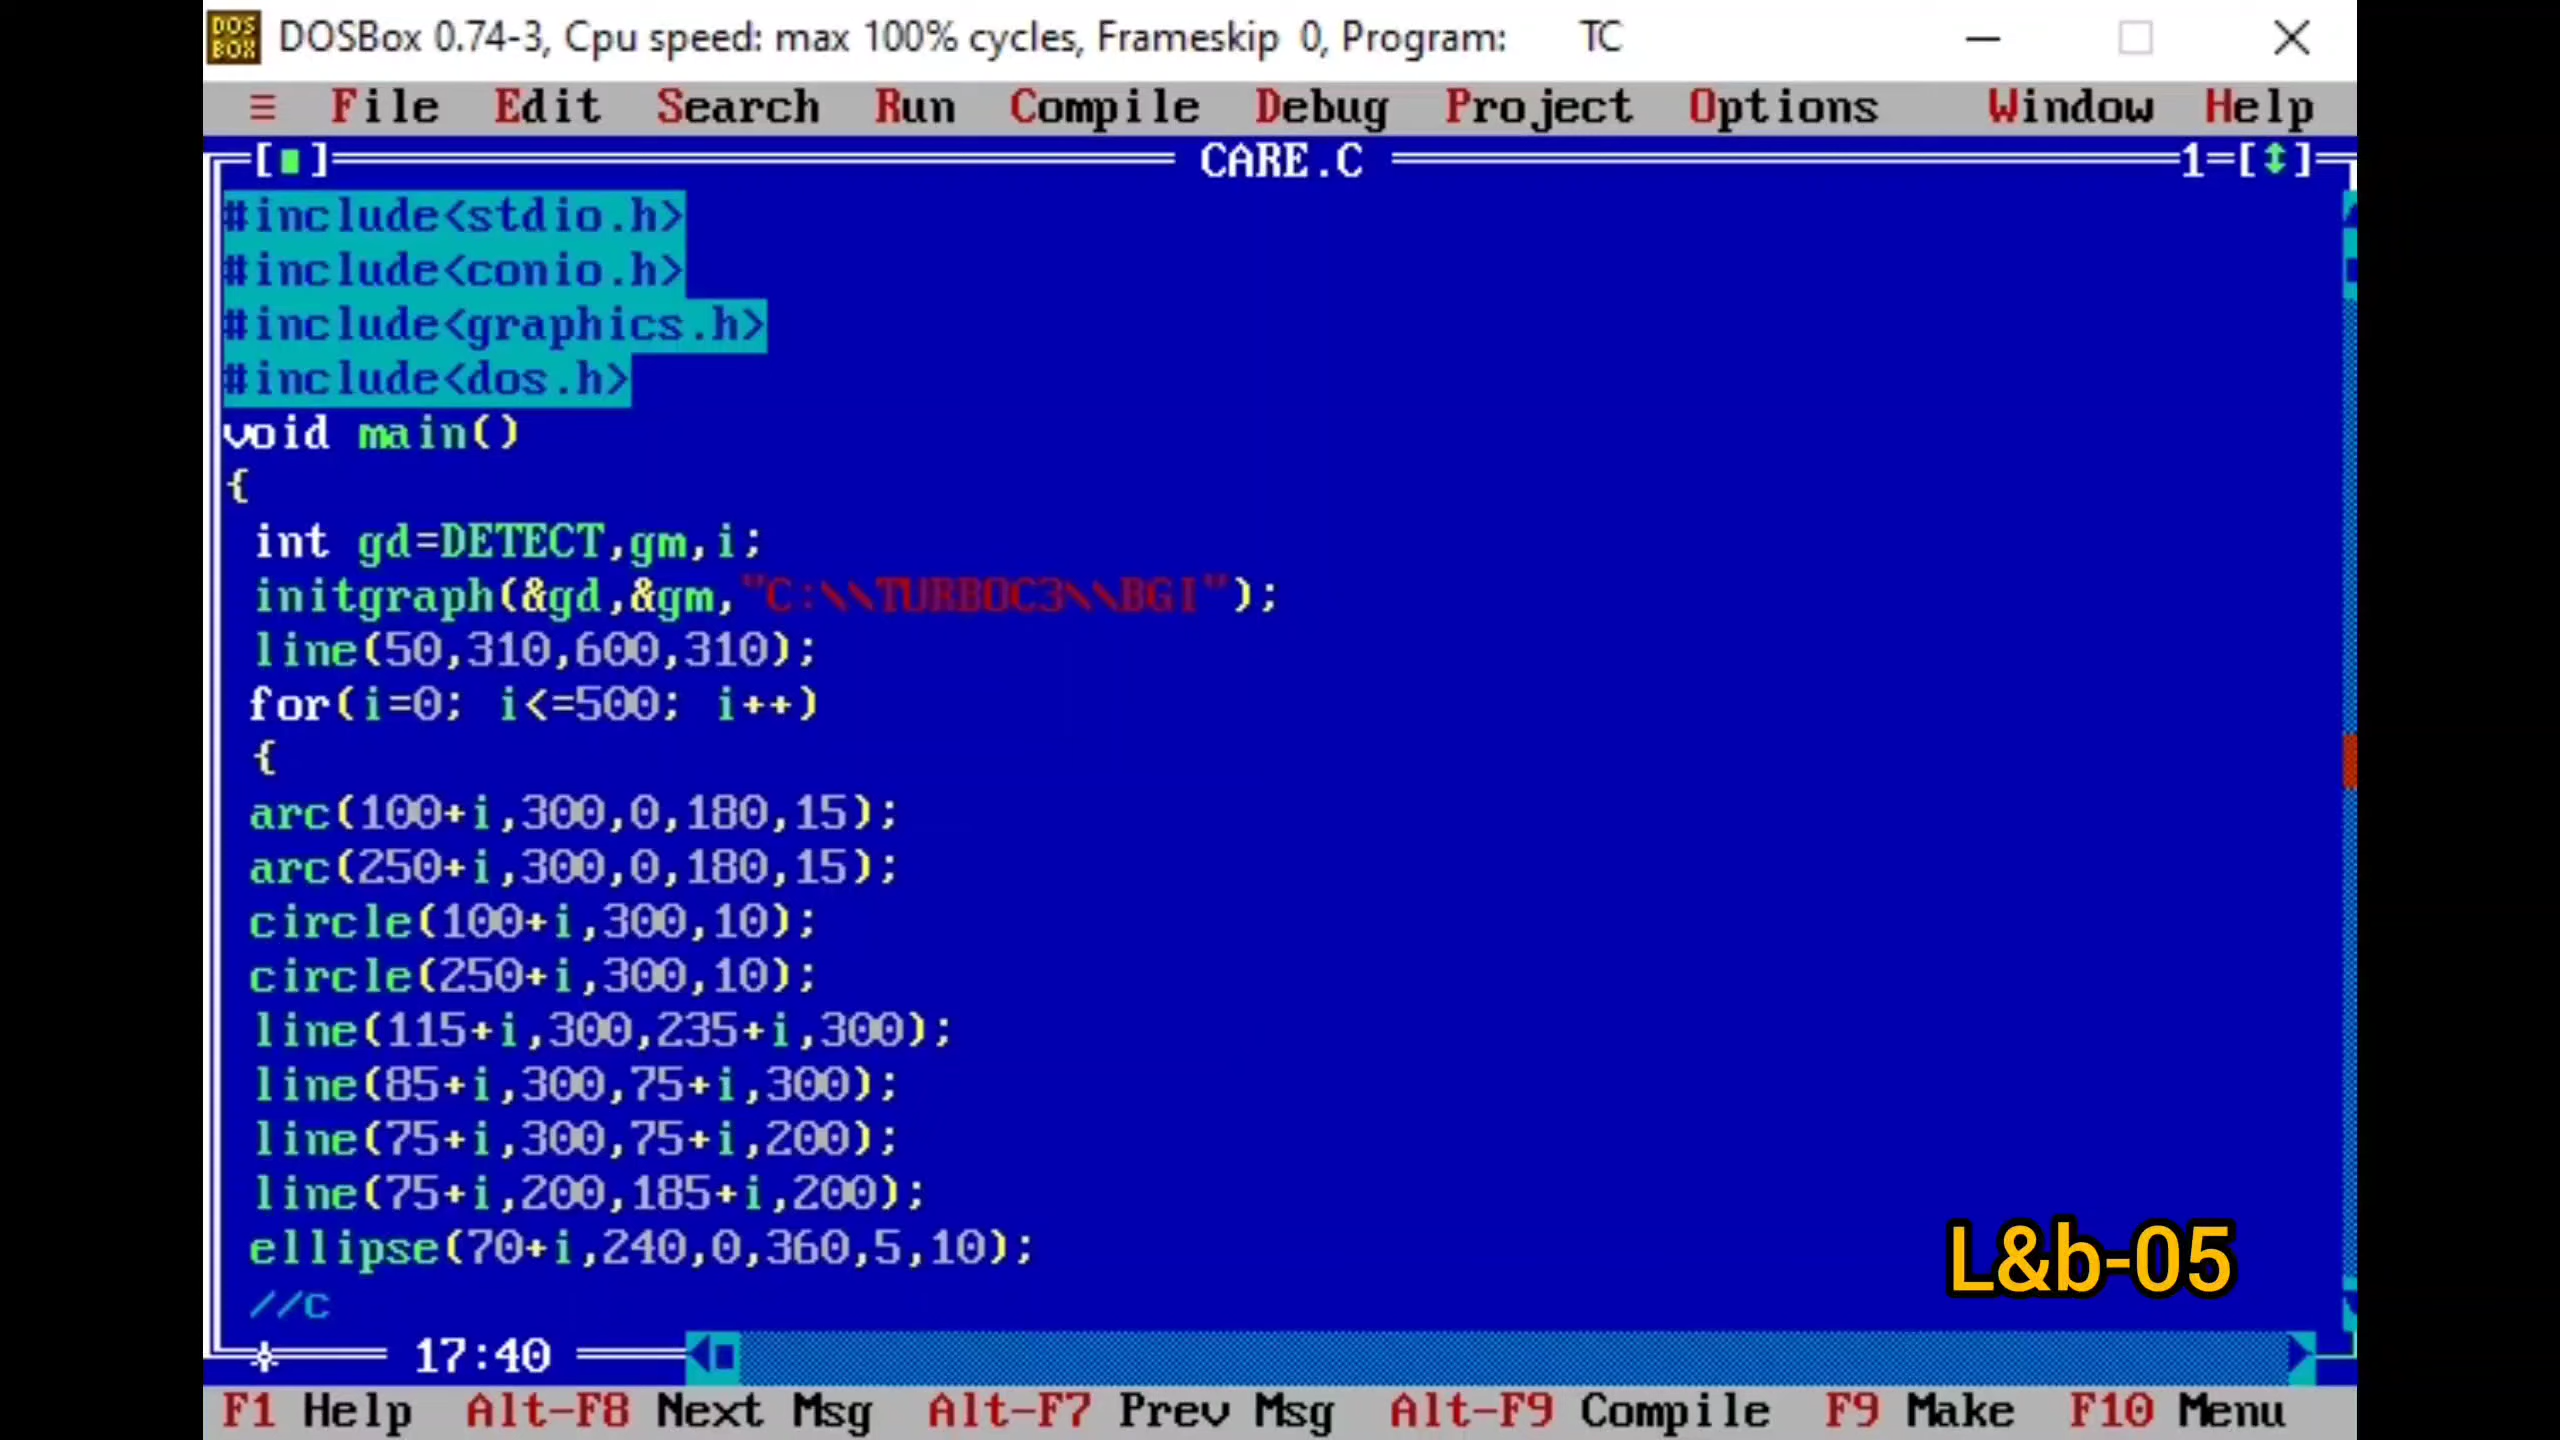 DOS
BOX
DOSBox 0.74-3, Cpu speed: max 100% cycles, Frameskip 0, Program: TC
≡ File Edit Search Run Compile Debug Project Options Window Help
CARE.C 1
#include<stdio.h>
#include<conio.h>
#include<graphics.h>
#include<dos.h>
void main()
{
int gd=DETECT,gm,i;
initgraph(&gd,&gm,"C:\\TURBOC3\\BGI");
line(50,310,600,310);
for(i=0; i<=500; i++)
{
arc(100+i,300,0,180,15);
arc(250+i,300,0,180,15);
circle(100+i,300,10);
circle(250+i,300,10);
line(115+i,300,235+i,300);
line(85+i,300,75+i,300);
line(75+i,300,75+i,200);
line(75+i,200,185+i,200);
ellipse(70+i,240,0,360,5,10);
//c
L&b-05
17:40
F1 Help Alt-F8 Next Msg Alt-F7 Prev Msg Alt-F9 Compile F9 Make F10 Menu